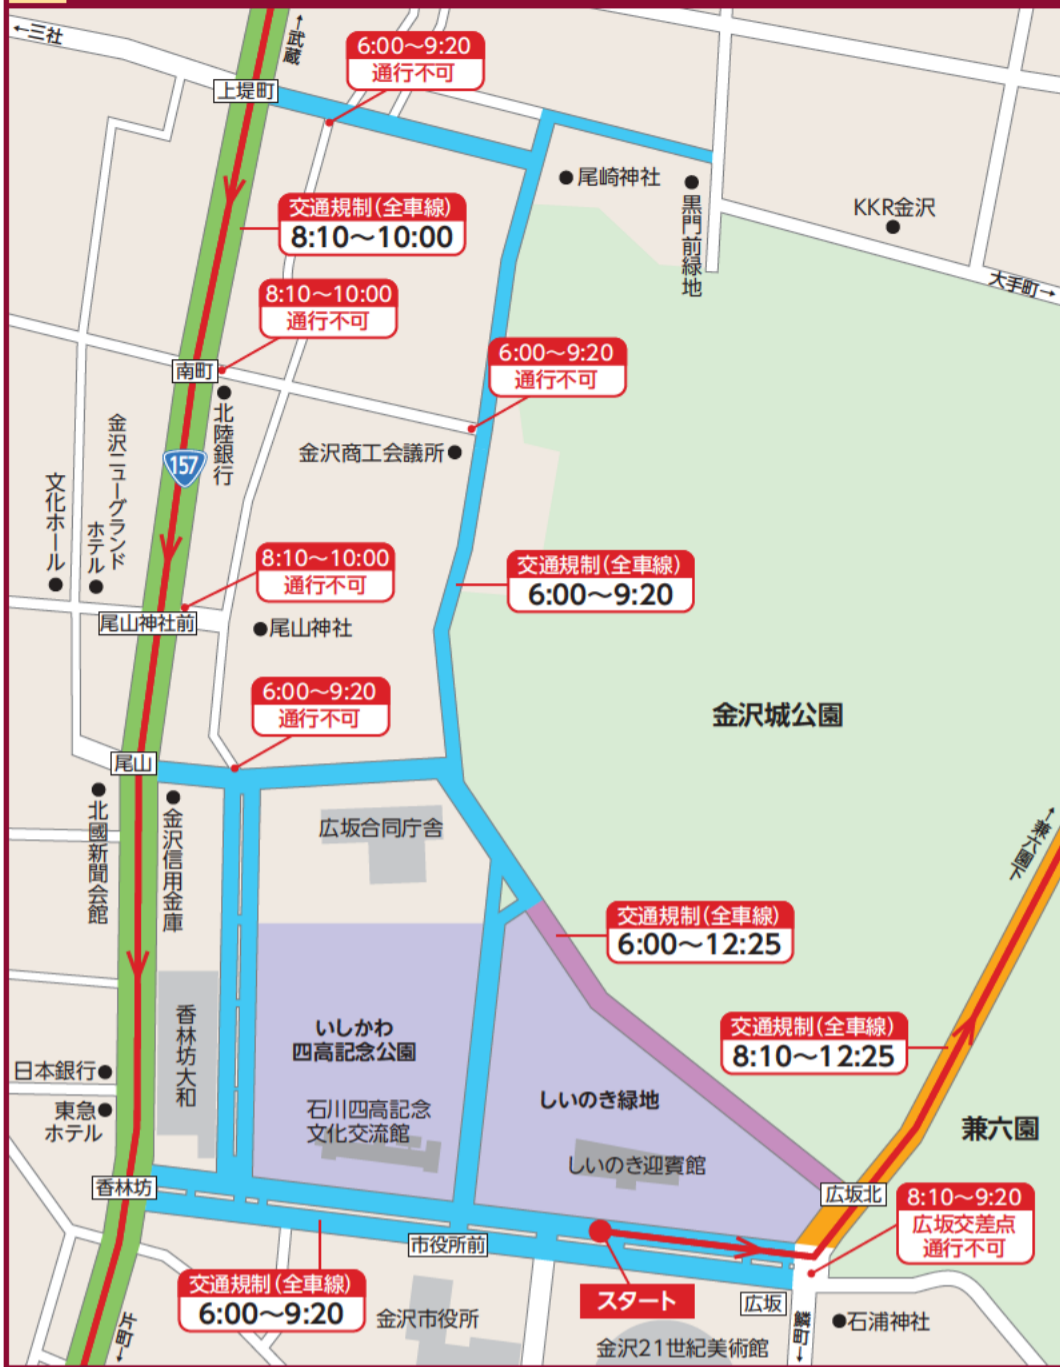 ←三社
↑武蔵
6:00〜9:20
通行不可
上堤町
尾崎神社
黒門前緑地
KKR金沢
大手町→
交通規制(全車線)
8:10〜10:00
8:10〜10:00
通行不可
南町
6:00〜9:20
通行不可
北陸銀行
金沢商工会議所
157
金沢ニューグランド
ホテル
文化ホール
8:10〜10:00
通行不可
交通規制(全車線)
6:00〜9:20
尾山神社前
尾山神社
6:00〜9:20
通行不可
金沢城公園
尾山
北國新聞会館
金沢信用金庫
広坂合同庁舎
↑兼六園下
交通規制(全車線)
6:00〜12:25
香林坊大和
いしかわ
四高記念公園
交通規制(全車線)
8:10〜12:25
日本銀行
東急
ホテル
石川四高記念
文化交流館
しいのき緑地
兼六園
しいのき迎賓館
香林坊
広坂北
8:10〜9:20
広坂交差点
通行不可
市役所前
交通規制(全車線)
6:00〜9:20
スタート
広坂
片町→
金沢市役所
鱗町→
石浦神社
金沢21世紀美術館